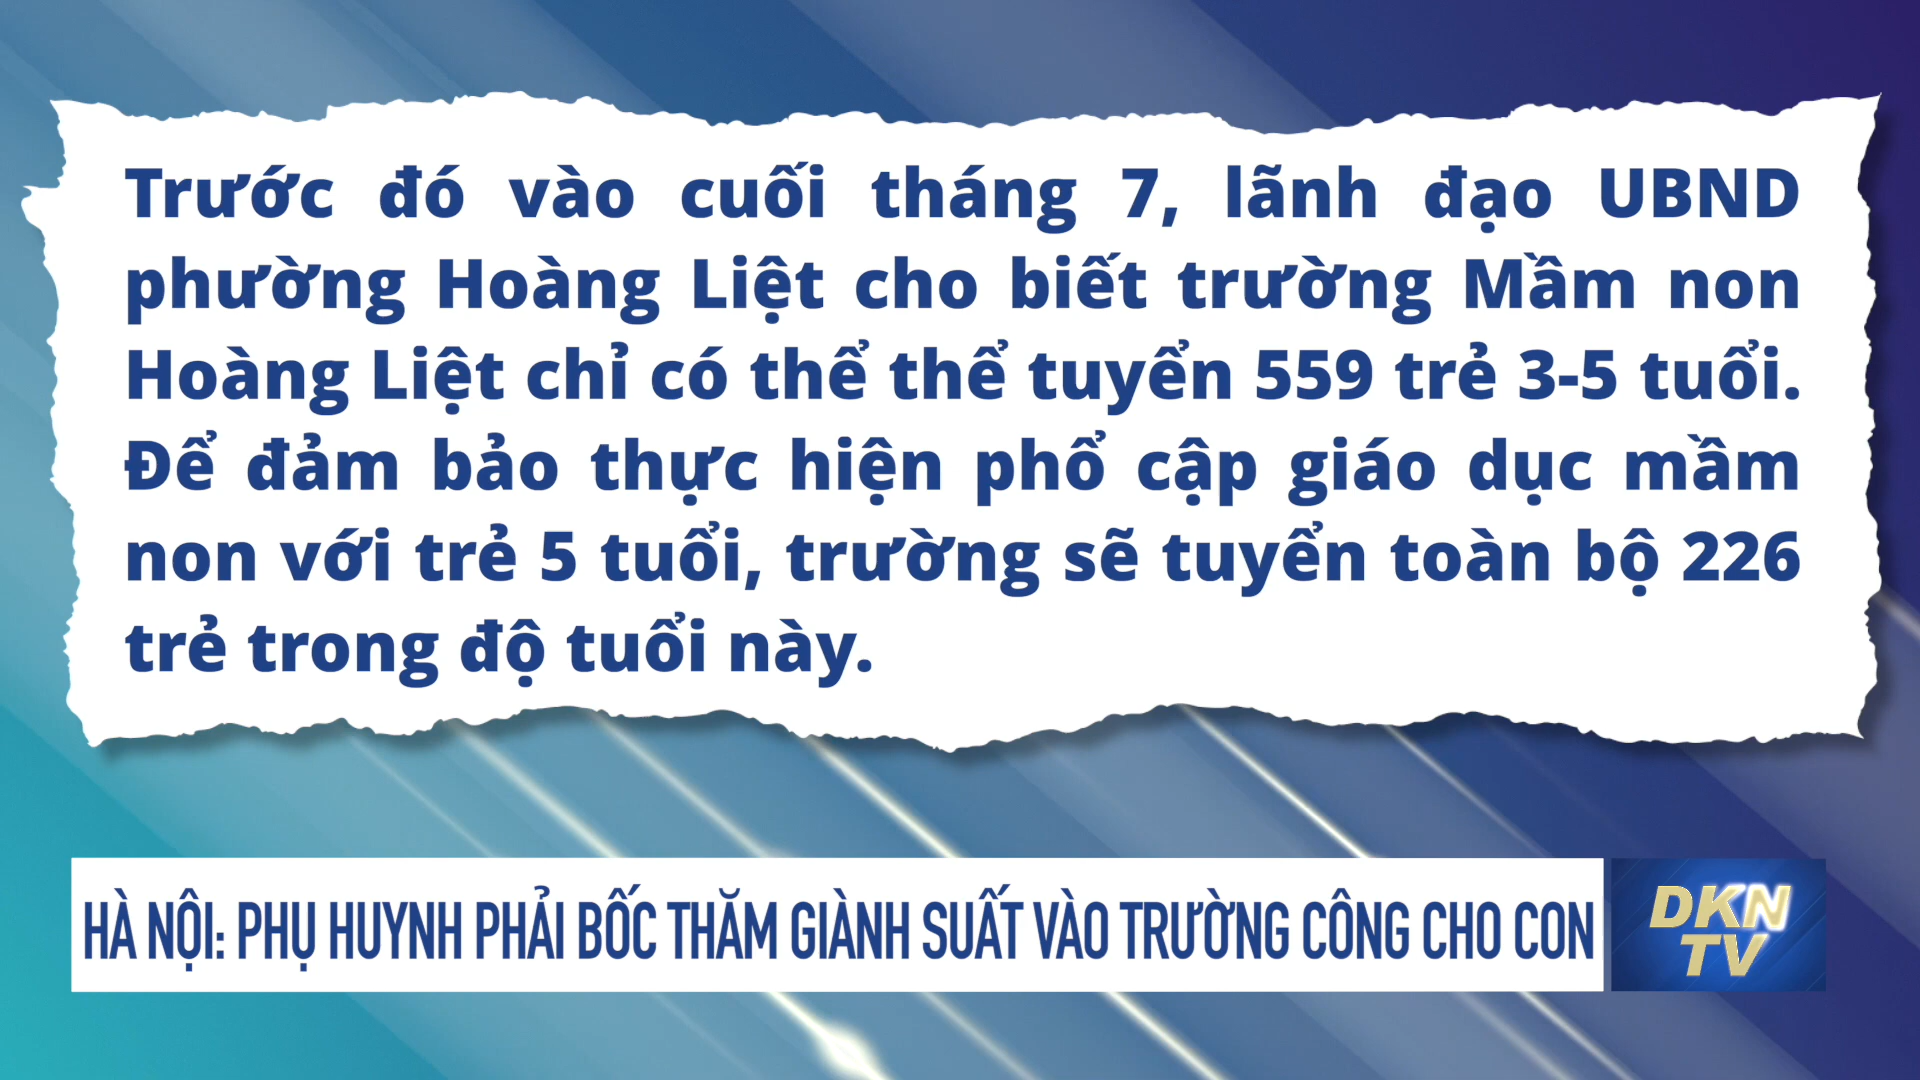 Trước đó vào cuối tháng 7, lãnh đạo UBND
phường Hoàng Liệt cho biết trường Mầm non
Hoàng Liệt chỉ có thể thể tuyển 559 trẻ 3-5 tuổi.
Để đảm bảo thực hiện phổ cập giáo dục mầm
non với trẻ 5 tuổi, trường sẽ tuyển toàn bộ 226
trẻ trong độ tuổi này.
HÀ NỘI: PHỤ HUYNH PHẢI BỐC THĂM GIÀNH SUẤT VÀO TRƯỜNG CÔNG CHO CON
DKN
TV